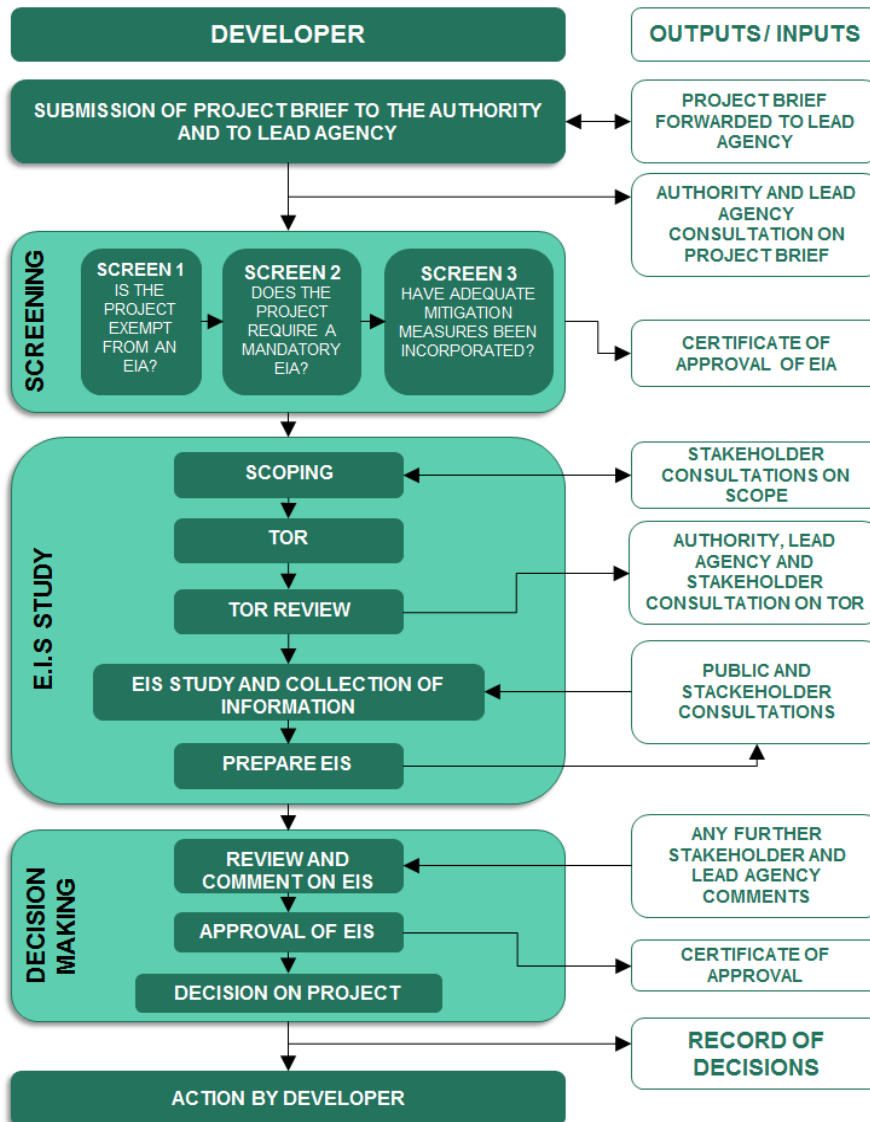 DEVELOPER
OUTPUTS/ INPUTS
SUBMISSION OF PROJECT BRIEF TO THE AUTHORITY
AND TO LEAD AGENCY
PROJECT BRIEF
FORWARDED TO LEAD
AGENCY
AUTHORITY AND LEAD
AGENCY
CONSULTATION ON
PROJECT BRIEF
SCREENING
SCREEN 1
IS THE
PROJECT
EXEMPT
FROM AN
EIA?
SCREEN 2
DOES THE
PROJECT
REQUIRE A
MANDATORY
EIA?
SCREEN 3
HAVE ADEQUATE
MITIGATION
MEASURES BEEN
INCORPORATED?
CERTIFICATE OF
APPROVAL OF EIA
E.I.S STUDY
SCOPING
STAKEHOLDER
CONSULTATIONS ON
SCOPE
TOR
TOR REVIEW
AUTHORITY, LEAD
AGENCY AND
STAKEHOLDER
CONSULTATION ON TOR
EIS STUDY AND COLLECTION OF
INFORMATION
PUBLIC AND
STACKEHOLDER
CONSULTATIONS
PREPARE EIS
DECISION
MAKING
REVIEW AND
COMMENT ON EIS
ANY FURTHER
STAKEHOLDER AND
LEAD AGENCY
COMMENTS
APPROVAL OF EIS
CERTIFICATE OF
APPROVAL
DECISION ON PROJECT
RECORD OF
DECISIONS
ACTION BY DEVELOPER